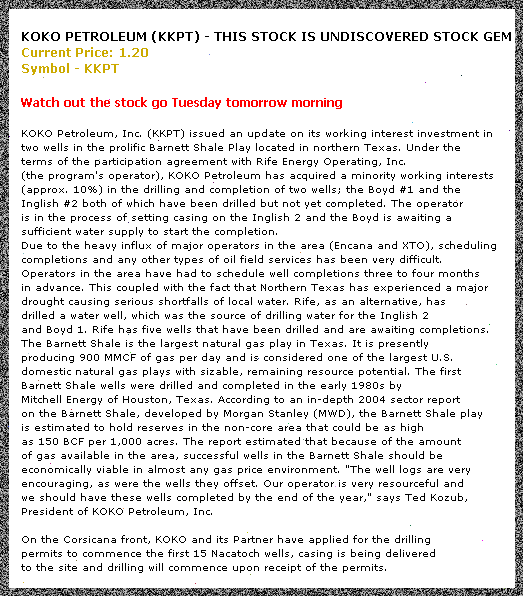 KOKO PETROLEUM (KKPT) - THIS STOCK IS UNDISCOVERED STOCK GEM
Current Price: 1.20
Symbol - KKPT
Watch out the stock go Tuesday tomorrow morning
KOKO Petroleum, Inc. (KKPT) issued an update on its working interest investment in
two wells in the prolific Barnett Shale Play located in northern Texas. Under the
terms of the participation agreement with Rife Energy Operating, Inc.
(the program's operator), KOKO Petroleum has acquired a minority working interests
(approx. 10%) in the drilling and completion of two wells; the Boyd #1 and the
Inglish #2 both of which have been drilled but not yet completed. The operator
is in the process of setting casing on the Inglish 2 and the Boyd is awaiting a
sufficient water supply to start the completion.
Due to the heavy influx of major operators in the area (Encana and XTO), scheduling
completions and any other types of oil field services has been very difficult.
Operators in the area have had to schedule well completions three to four months
in advance. This coupled with the fact that Northern Texas has experienced a major
drought causing serious shortfalls of local water. Rife, as an alternative, has
drilled a water well, which was the source of drilling water for the Inglish 2
and Boyd 1. Rife has five wells that have been drilled and are awaiting completions.
The Barnett Shale is the largest natural gas play in Texas. It is presently
producing 900 MMCF of gas per day and is considered one of the largest U.S.
domestic natural gas plays with sizable, remaining resource potential. The first
Barnett Shale wells were drilled and completed in the early 1980s by
Mitchell Energy of Houston, Texas. According to an in-depth 2004 sector report
on the Barnett Shale, developed by Morgan Stanley (MWD), the Barnett Shale play
is estimated to hold reserves in the non-core area that could be as high
as 150 BCF per 1,000 acres. The report estimated that because of the amount
of gas available in the area, successful wells in the Barnett Shale should be
economically viable in almost any gas price environment. "The well logs are very
encouraging, as were the wells they offset. Our operator is very resourceful and
we should have these wells completed by the end of the year," says Ted Kozub,
President of KOKO Petroleum, Inc.
On the Corsicana front, KOKO and its Partner have applied for the drilling
permits to commence the first 15 Nacatoch wells, casing is being delivered
to the site and drilling will commence upon receipt of the permits.